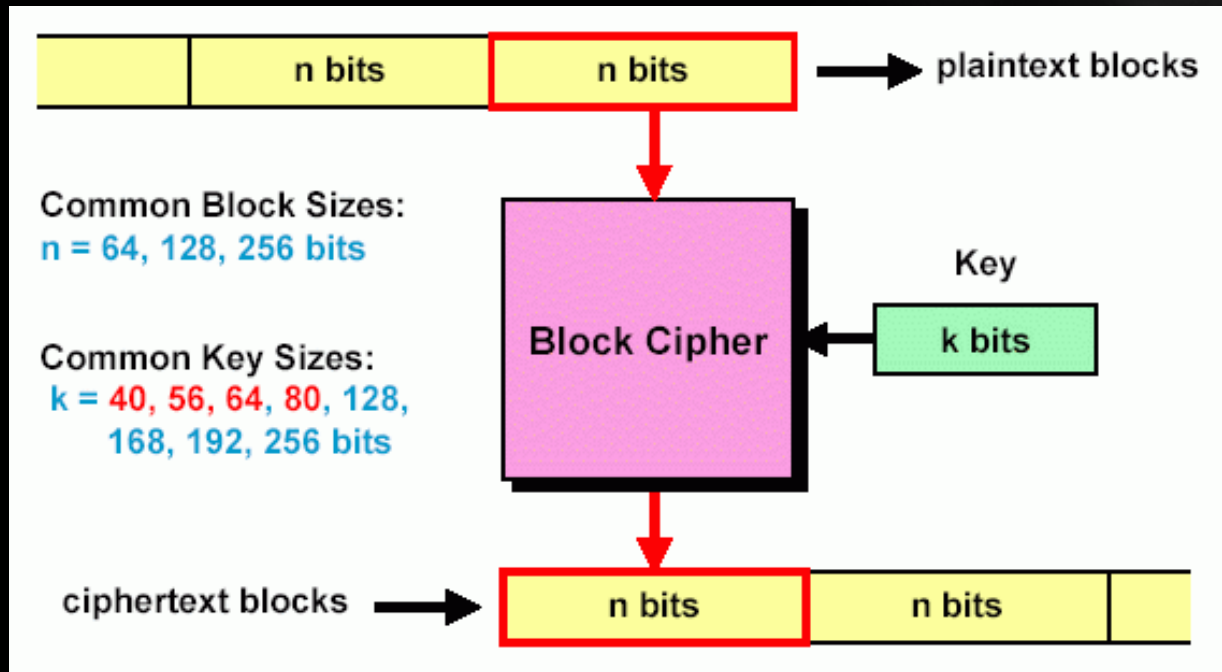 n bits
n bits
plaintext blocks
Common Block Sizes:
n = 64, 128, 256 bits
Key
Block Cipher
k bits
Common Key Sizes:
k = 40, 56, 64, 80, 128,
168, 192, 256 bits
ciphertext blocks
n bits
n bits